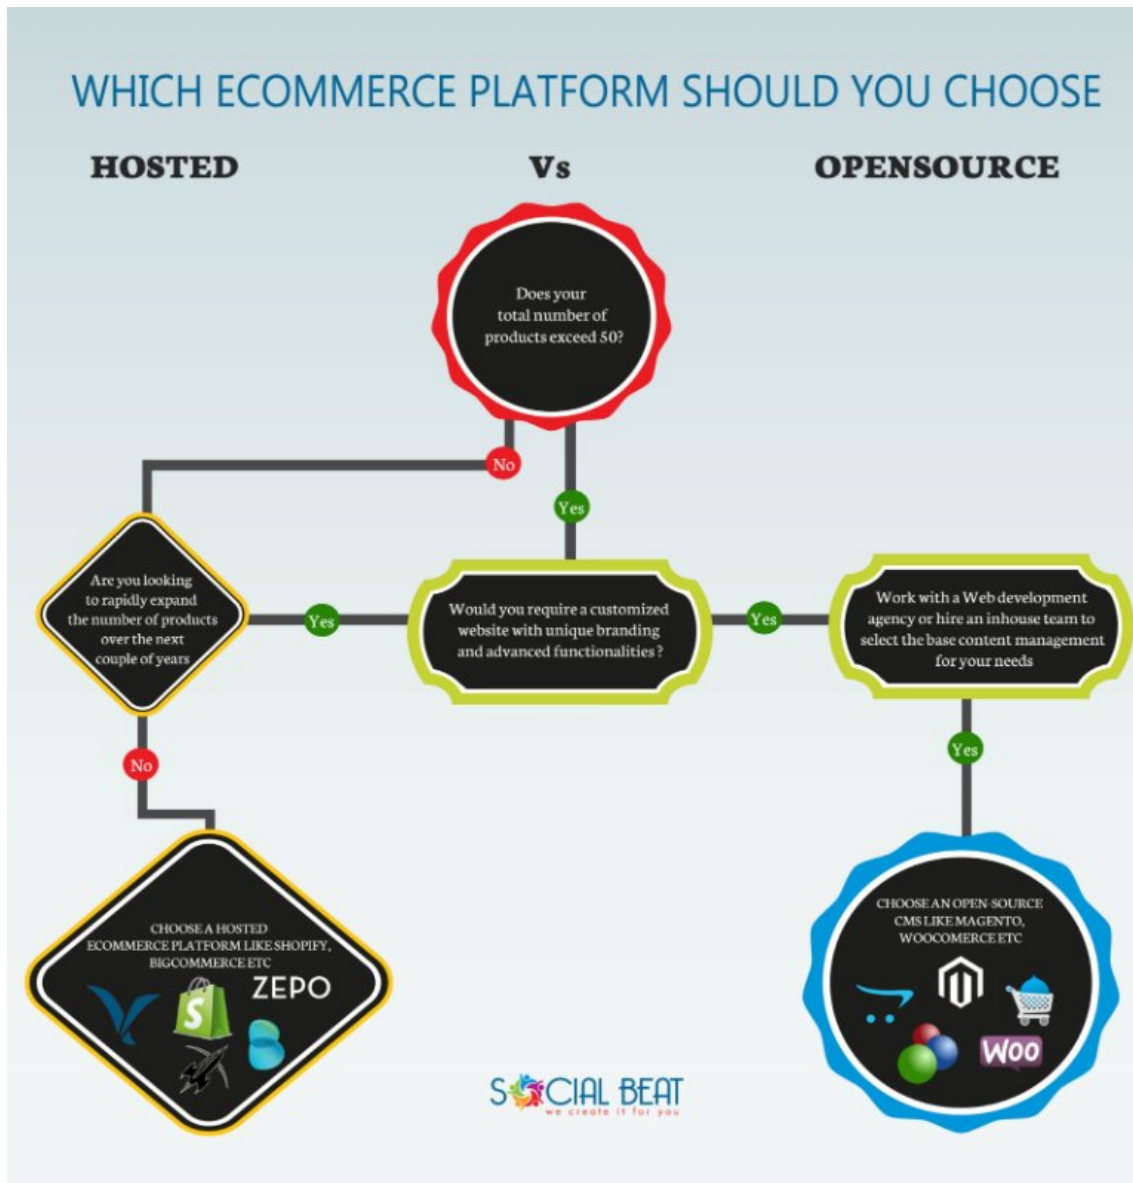 WHICH ECOMMERCE PLATFORM SHOULD YOU CHOOSE
HOSTED
Vs
OPENSOURCE
Does your
total number of
products exceed 50?
No
Yes
Are you looking
to rapidly expand
the number of products
over the next
couple of years
Yes
Would you require a customized
website with unique branding
and advanced functionalities ?
Yes
Work with a Web development
agency or hire an inhouse team to
select the base content management
for your needs
No
Yes
CHOOSE A HOSTED
ECOMMERCE PLATFORM LIKE SHOPIFY,
BIGCOMMERCE ETC
ZEPO
S
CHOOSE AN OPEN-SOURCE
CMS LIKE MAGENTO,
WOOCOMERCE ETC
WOO
SOCIAL BEAT
we create it for you